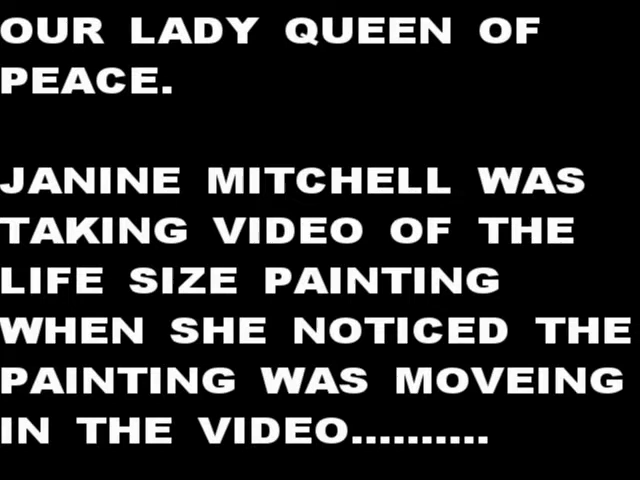 OUR LADY QUEEN OF
PEACE.
JANINE MITCHELL WAS
TAKING VIDEO OF THE
LIFE SIZE PAINTING
WHEN SHE NOTICED THE
PAINTING WAS MOVEING
IN THE VIDEO..........